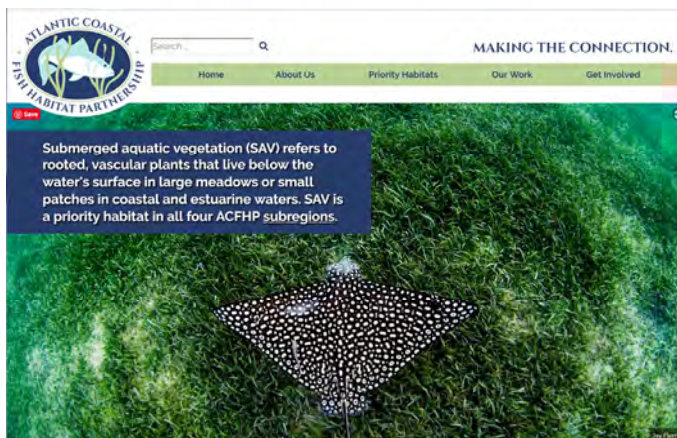 ATLANTIC COASTAL
FISH HABITAT PARTNERSHIP
Search...
MAKING THE CONNECTION.
Home About Us Priority Habitats Our Work Get Involved
Save
Submerged aquatic vegetation (SAV) refers to
rooted, vascular plants that live below the
water's surface in large meadows or small
patches in coastal and estuarine waters. SAV is
a priority habitat in all four ACFHP subregions.